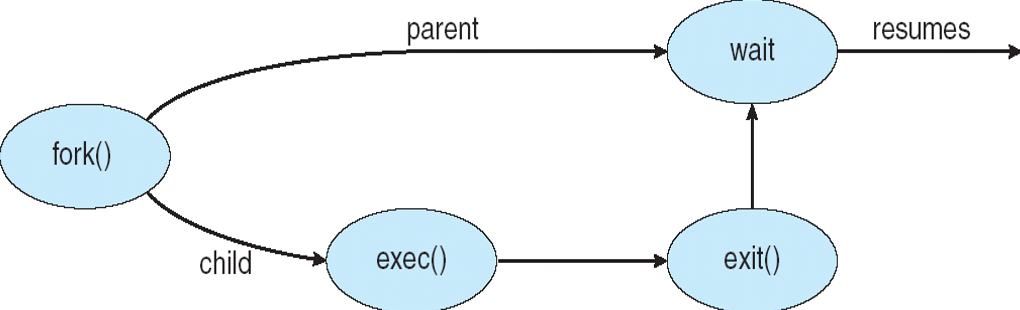 parent
wait
resumes
fork()
child
exec()
exit()